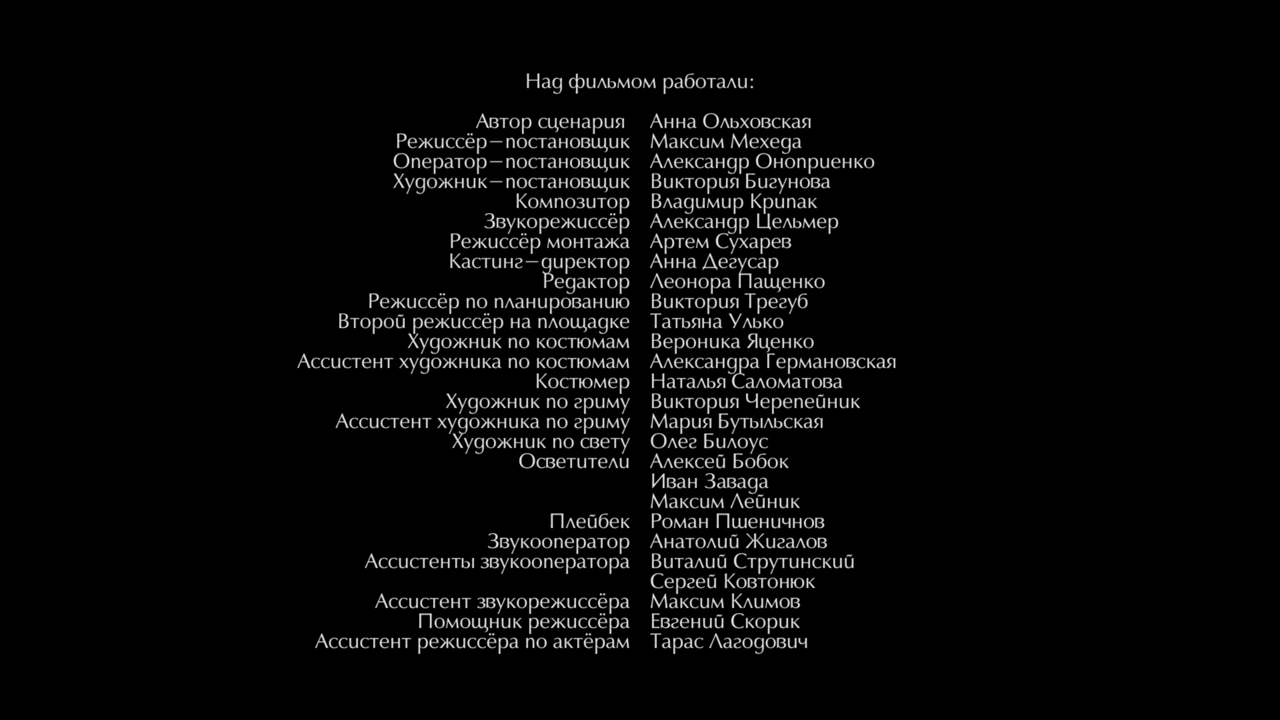 Над фильмом работали:
Автор сценария Анна Ольховская
Режиссёр–постановщик Максим Мехеда
Оператор–постановщик Александр Оноприенко
Художник–постановщик Виктория Бигунова
Композитор Владимир Крипак
Звукорежиссёр Александр Цельмер
Режиссёр монтажа Артем Сухарев
Кастинг–директор Анна Дегусар
Редактор Леонора Пащенко
Режиссёр по планированию Виктория Трегуб
Второй режиссёр на площадке Татьяна Улько
Художник по костюмам Вероника Яценко
Ассистент художника по костюмам Александра Германовская
Костюмер Наталья Саломатова
Художник по гриму Виктория Черепейник
Ассистент художника по гриму Мария Бутыльская
Художник по свету Олег Билоус
Осветители Алексей Бобок
Иван Завада
Максим Лейник
Плейбек Роман Пшеничнов
Звукооператор Анатолий Жигалов
Ассистенты звукооператора Виталий Струтинский
Сергей Ковтонюк
Ассистент звукорежиссёра Максим Климов
Помощник режиссёра Евгений Скорик
Ассистент режиссёра по актёрам Тарас Лагодович